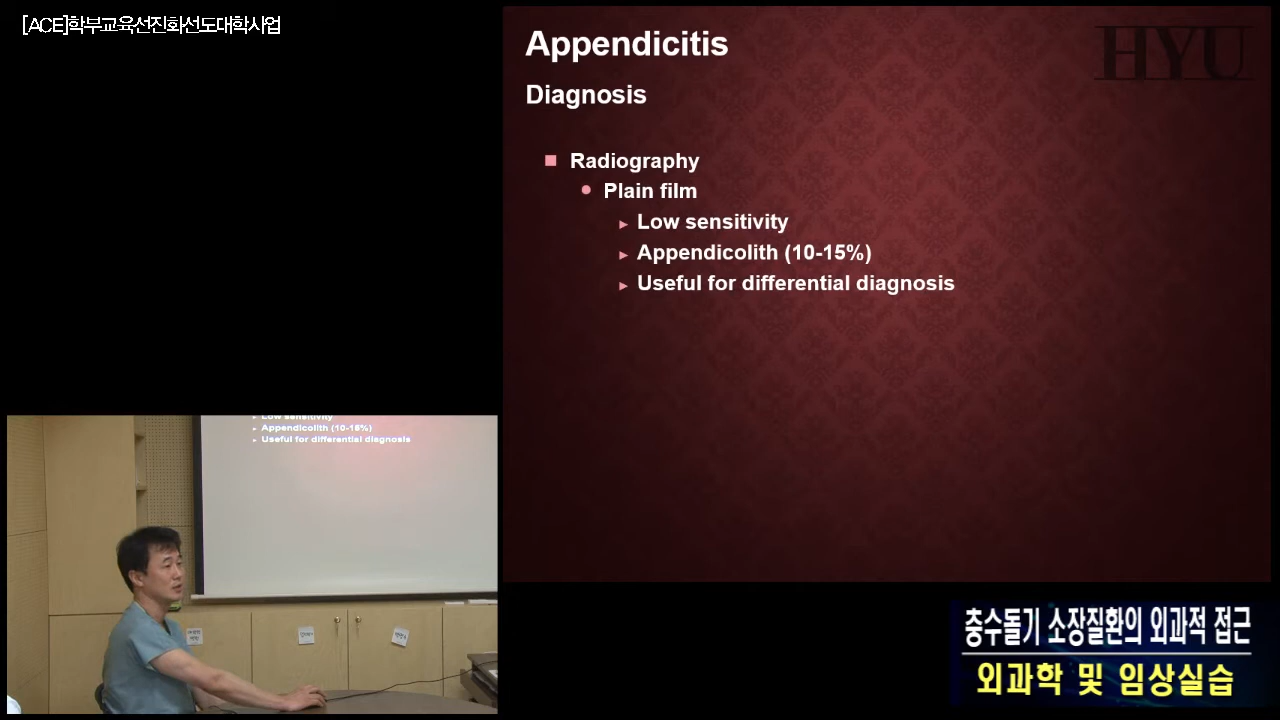 [ACE]학부교육선진화선도대학사업
HYU
Appendicitis
Diagnosis
Radiography
Plain film
Low sensitivity
Appendicolith (10-15%)
Useful for differential diagnosis
Low sensitivity
Appendicolith (10-15%)
Useful for differential diagnosis
충수돌기 소장질환의 외과적 접근
외과학 및 임상실습